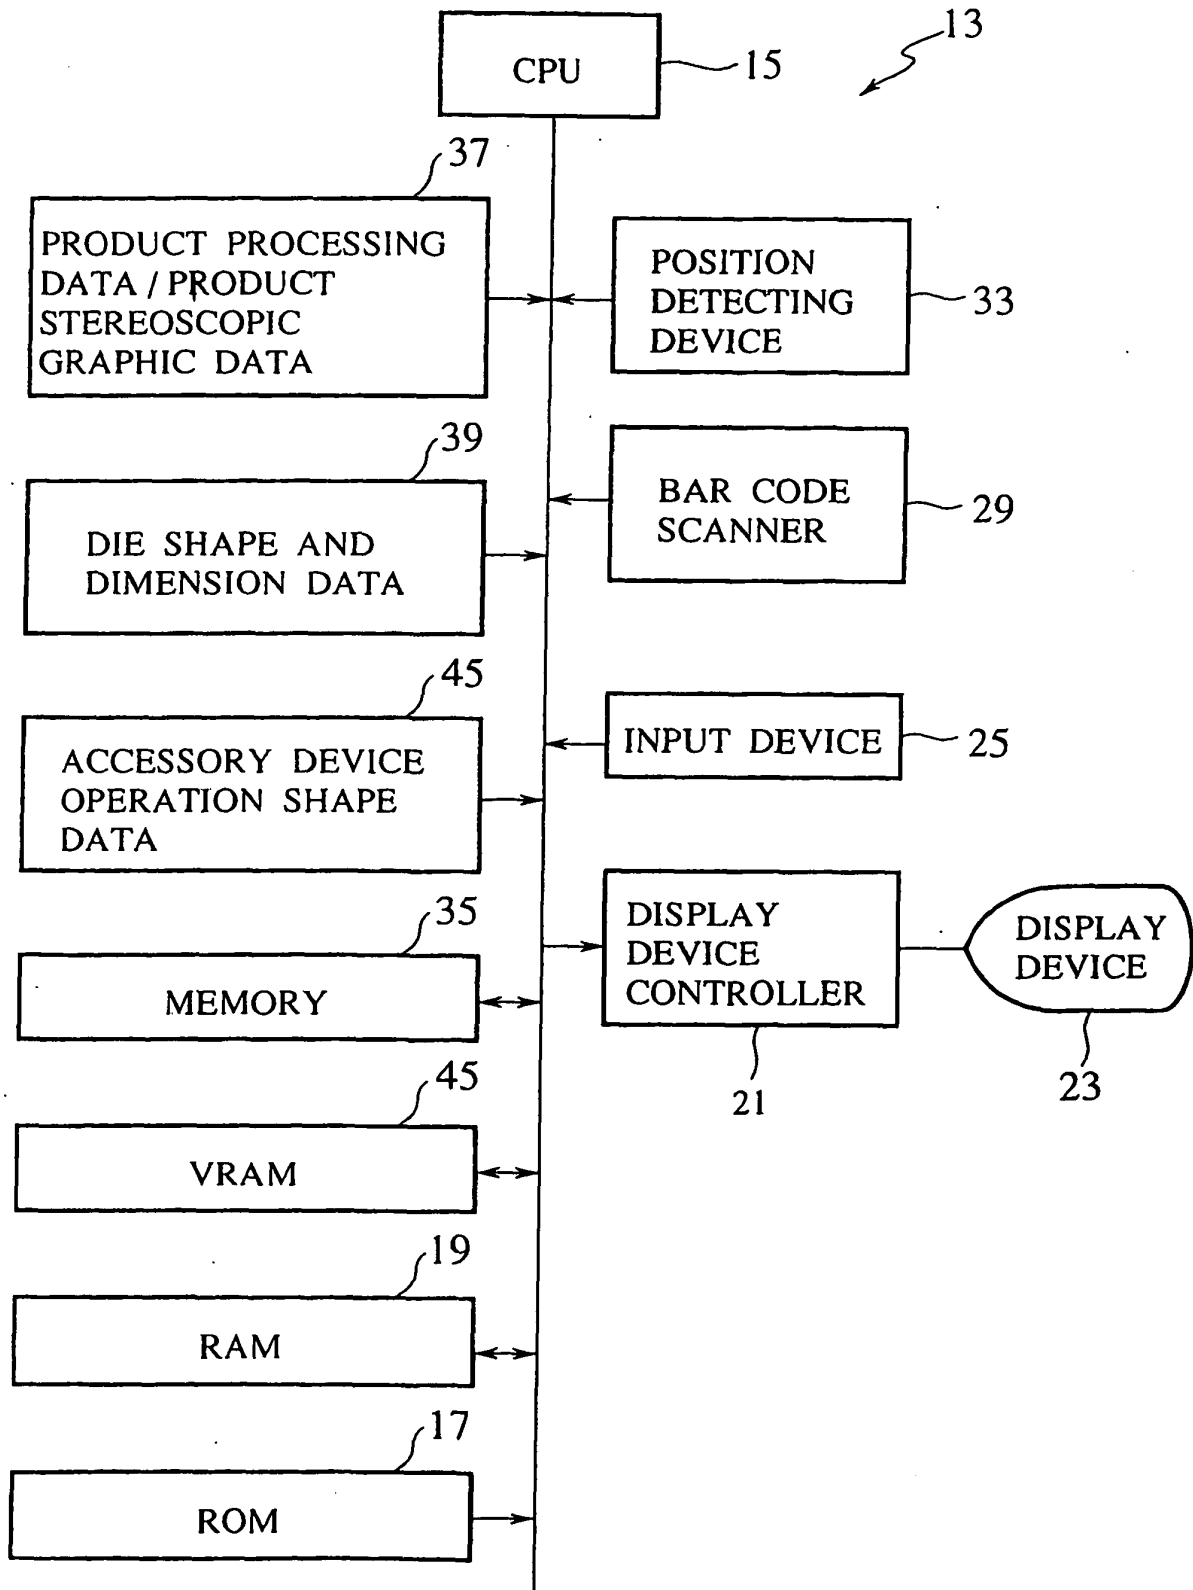 13
CPU
15
37
PRODUCT PROCESSING
DATA / PRODUCT
STEREOSCOPIC
GRAPHIC DATA
POSITION
DETECTING
DEVICE
33
39
DIE SHAPE AND
DIMENSION DATA
BAR CODE
SCANNER
29
45
ACCESSORY DEVICE
OPERATION SHAPE
DATA
INPUT DEVICE
25
35
MEMORY
DISPLAY
DEVICE
CONTROLLER
21
DISPLAY
DEVICE
23
45
VRAM
19
RAM
17
ROM